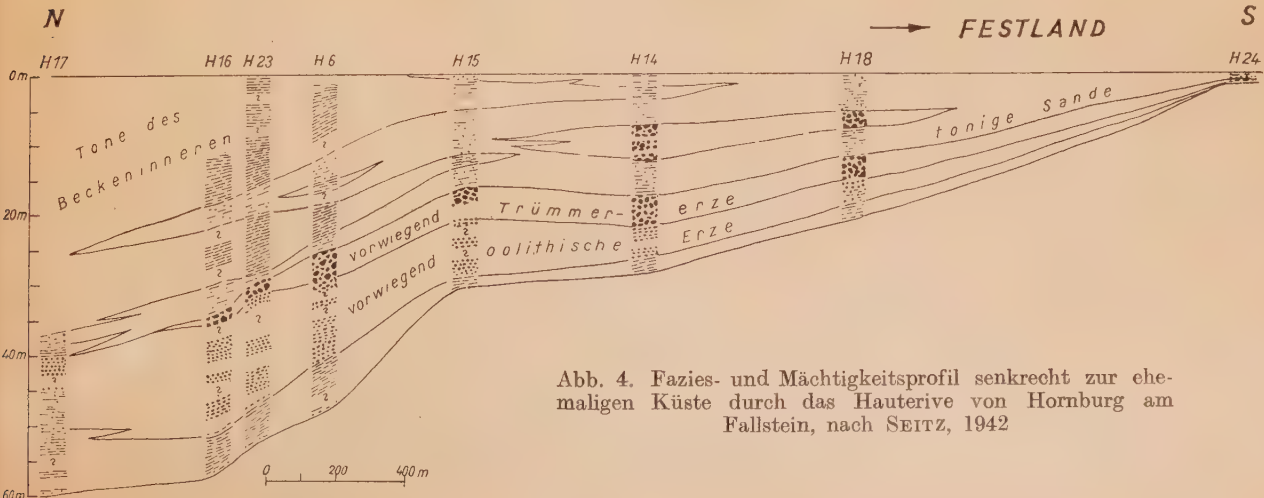 N
S
→ FESTLAND
H17 H16 H23 H6 H15 H14 H18 H24
0m
20m
40m
60m
Tone des
Beckeninneren
tonige Sande
vorwiegend Trümmer- erze
vorwiegend oolithische Erze
0 200 400 m
Abb. 4. Fazies- und Mächtigkeitsprofil senkrecht zur ehe-
maligen Küste durch das Hauterive von Hornburg am
Fallstein, nach SEITZ, 1942